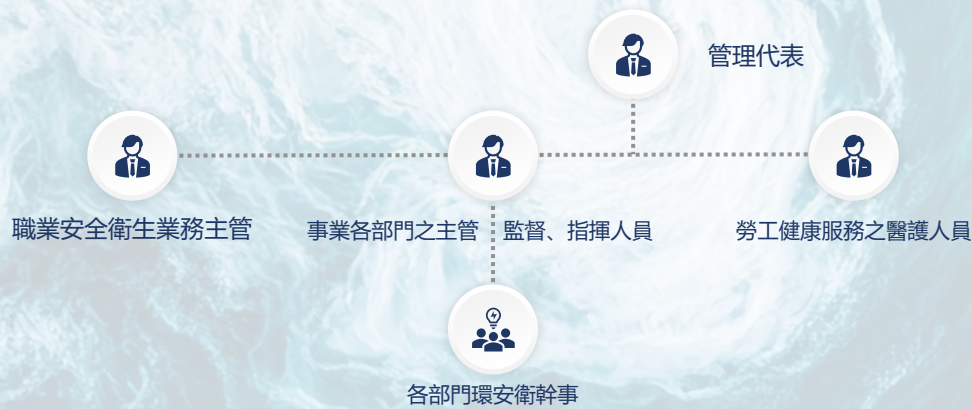 管理代表
職業安全衛生業務主管
事業各部門之主管 監督、指揮人員
勞工健康服務之醫護人員
各部門環安衛幹事